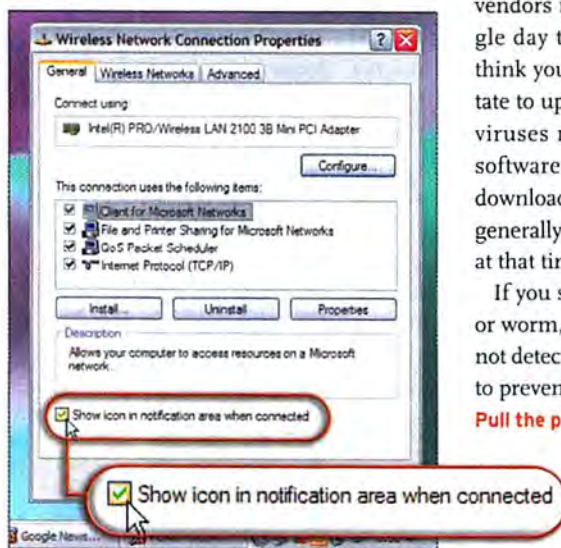 Wireless Network Connection Properties
General Wireless Networks Advanced
Connect using
Intel(R) PRO/Wireless LAN 2100 3B Mini PCI Adapter
Configure...
This connection uses the following items:
Client for Microsoft Networks
File and Printer Sharing for Microsoft Networks
QoS Packet Scheduler
Internet Protocol (TCP/IP)
Install... Uninstall Properties
Description
Allows your computer to access resources on a Microsoft
network.
Show icon in notification area when connected
Show icon in notification area when connected
Google News...
vendors
gle day
think you
tate to up
viruses
software
download
generally
at that
If you
or worm,
not detec
to preven
Pull the p